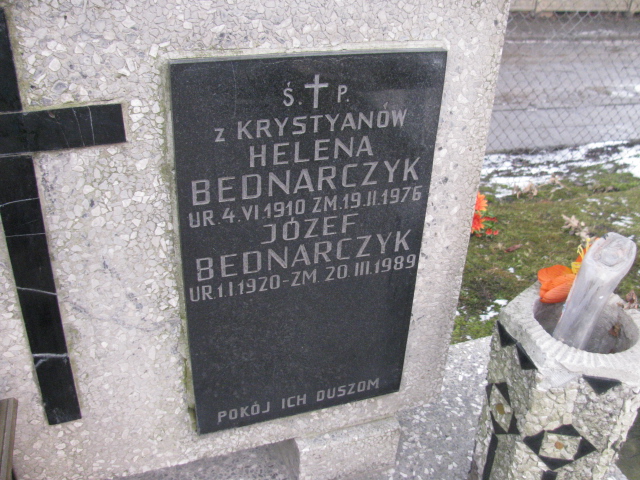 Ś. P.
Z KRYSTYANÓW
HELENA
BEDNARCZYK
UR. 4. VI. 1910 ZM. 19. II. 1976
JÓZEF
BEDNARCZYK
UR. 1. I. 1920 - ZM. 20. III. 1989
POKÓJ ICH DUSZOM